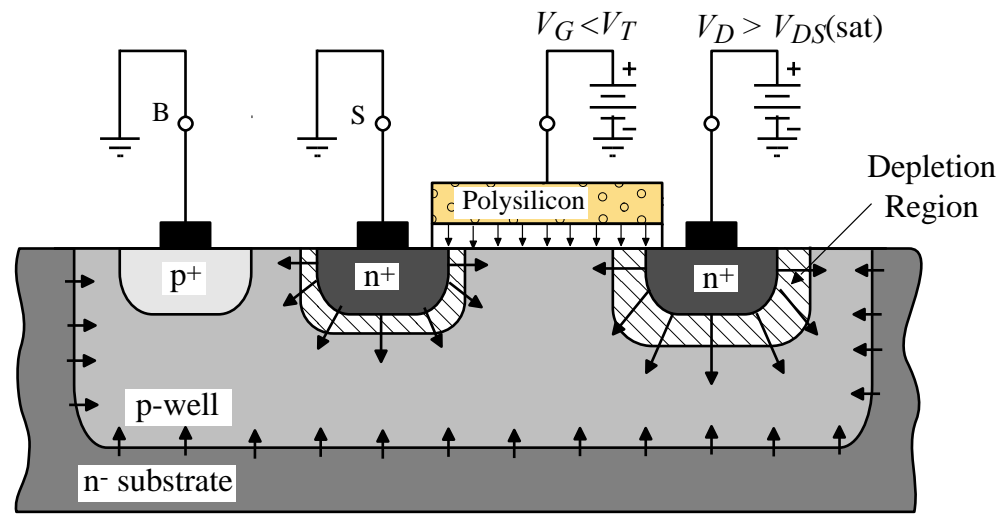 V_G <V_T
V_D > V_DS(sat)
+
+
B
S
-
-
Depletion
Region
Polysilicon
p+
n+
n+
p-well
n- substrate